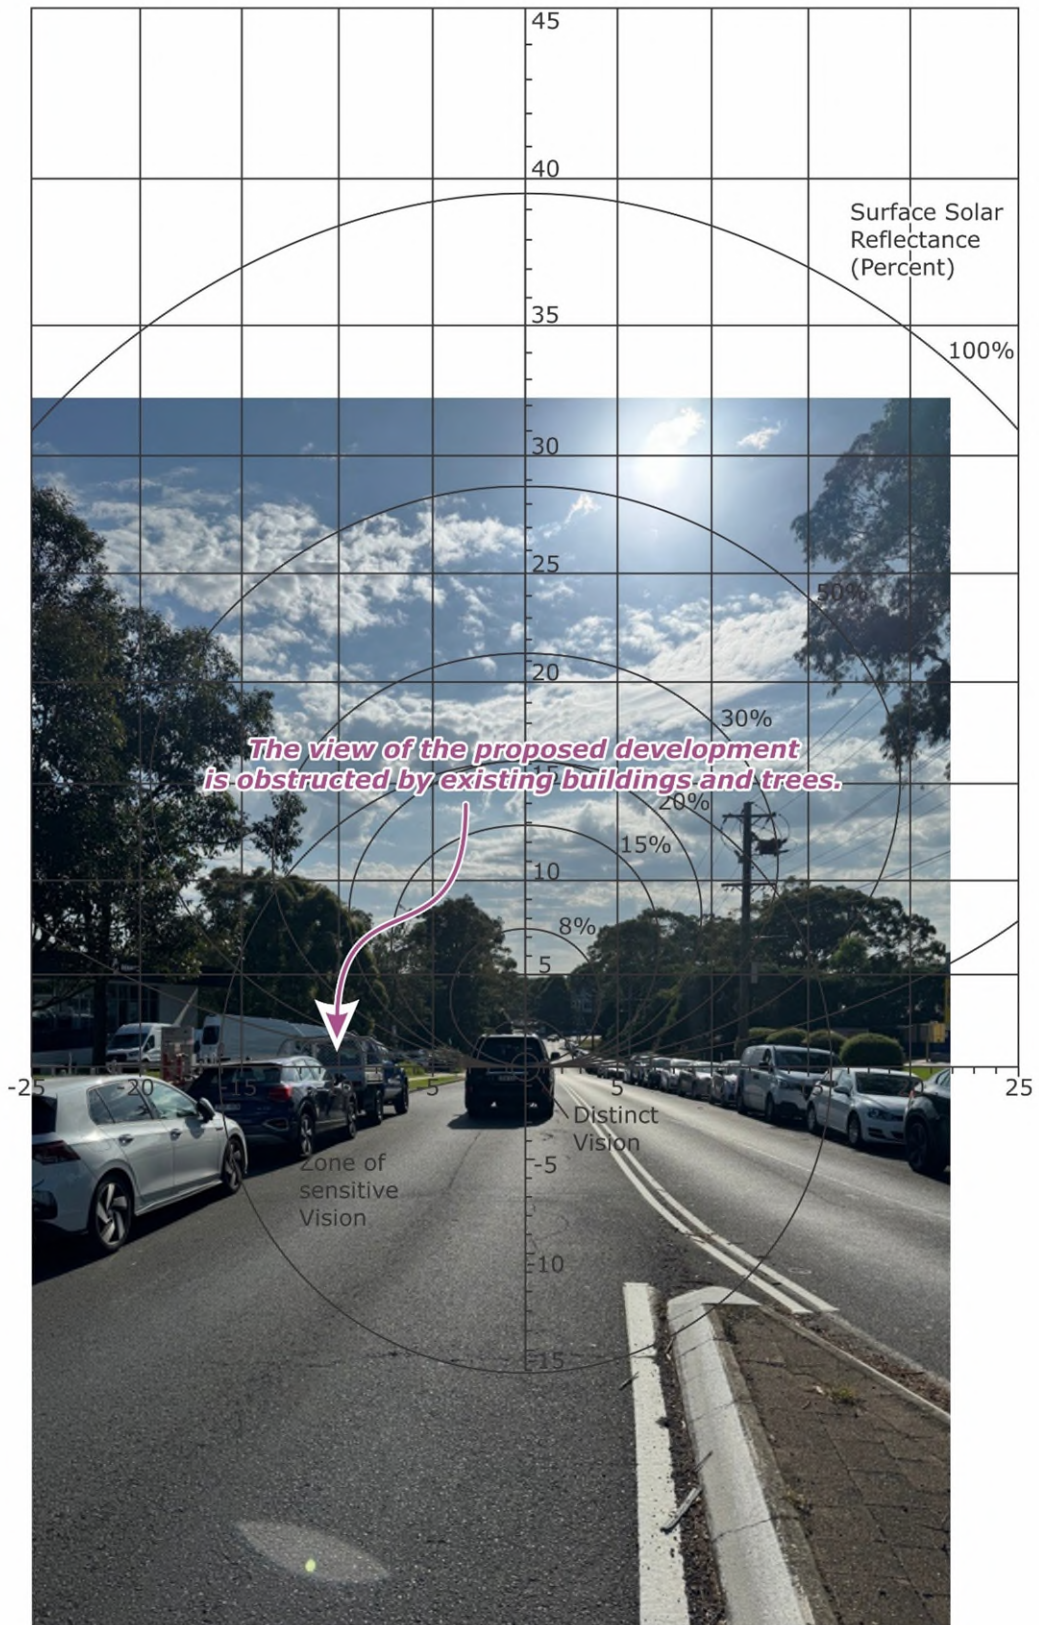 45
40
Surface Solar
Reflectance
(Percent)
35
100%
30
25
50%
20
30%
The view of the proposed development
15
is obstructed by existing buildings and trees.
20%
15%
10
8%
5
-25
-20
-15
5
5
25
Distinct
Vision
-5
Zone of
sensitive
Vision
-10
-15